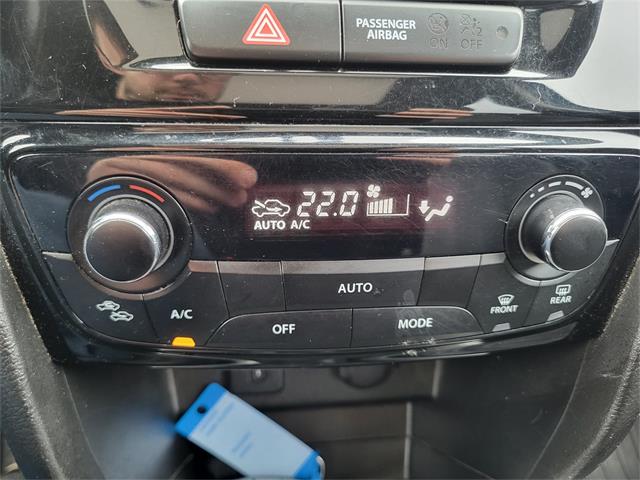 PASSENGER
AIRBAG
ON
OFF
22.0
AUTO A/C
AUTO
A/C
OFF
MODE
FRONT
REAR